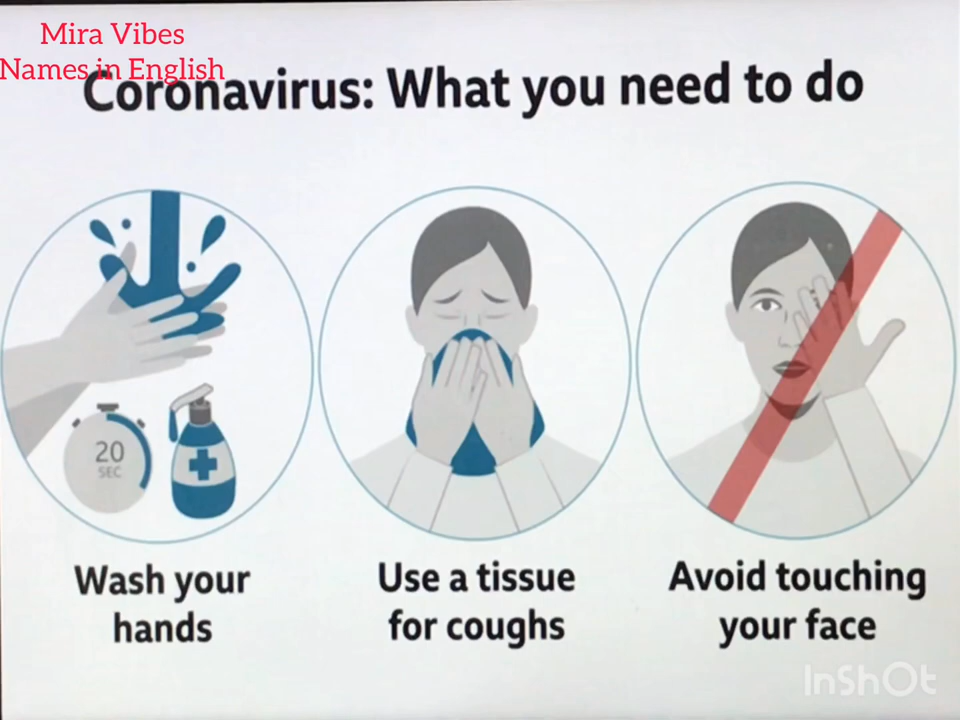 Mira Vibes
Names in English
Coronavirus: What you need to do
20
SEC
Wash your
hands
Use a tissue
for coughs
Avoid touching
your face
InShOt